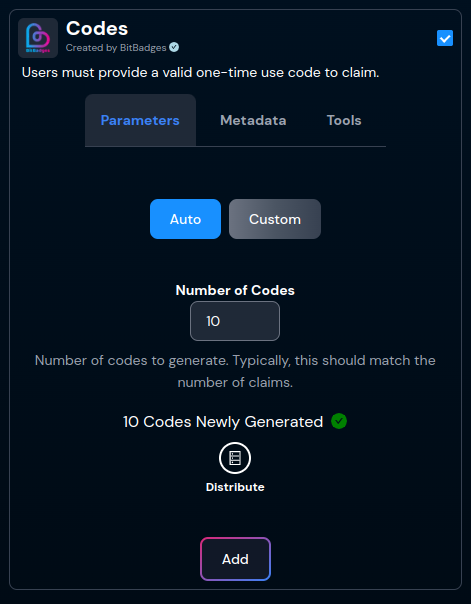 Codes
Created by BitBadges
BitBadges
Users must provide a valid one-time use code to claim.
Parameters
Metadata
Tools
Auto
Custom
Number of Codes
10
Number of codes to generate. Typically, this should match the
number of claims.
10 Codes Newly Generated
Distribute
Add